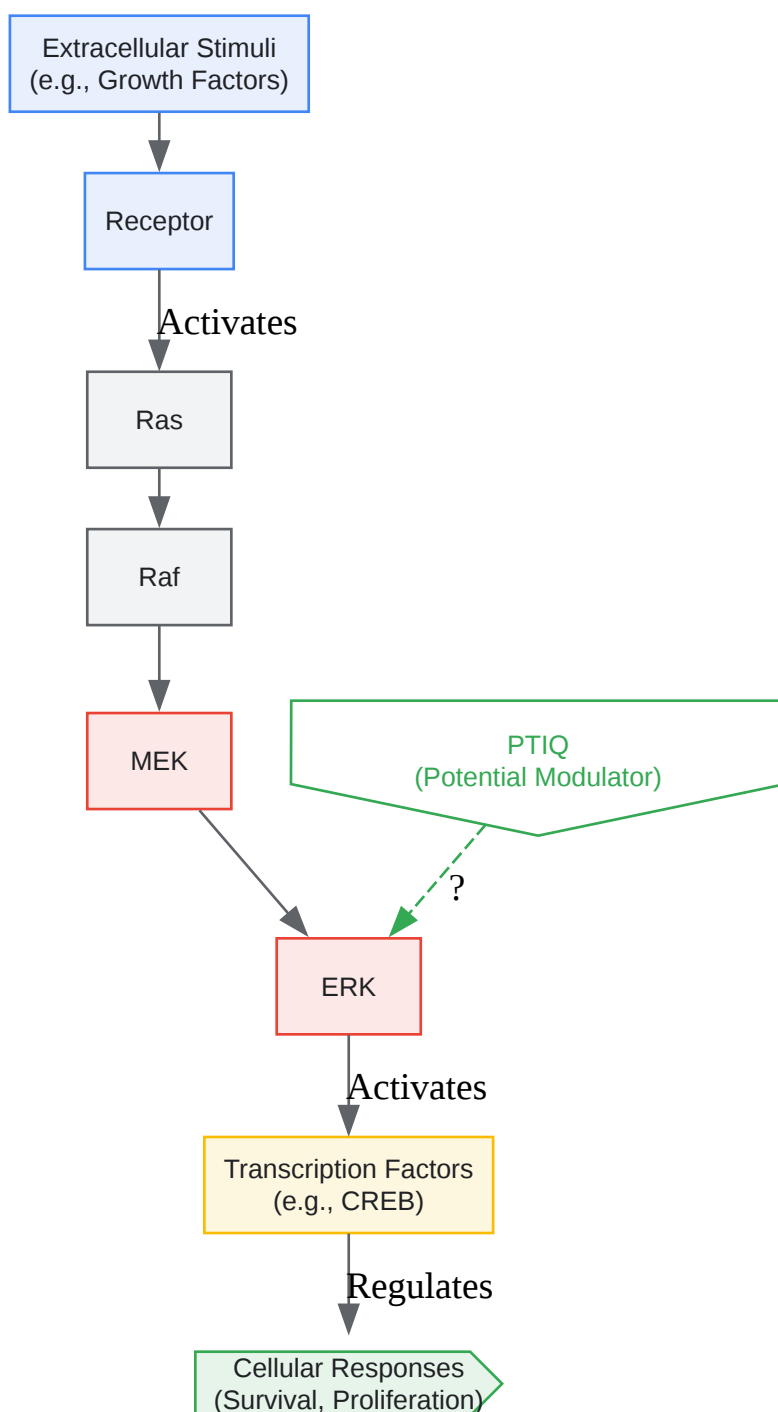 Extracellular Stimuli
(e.g., Growth Factors)
Receptor
Activates
Ras
Raf
MEK
PTIQ
(Potential Modulator)
?
ERK
Activates
Transcription Factors
(e.g., CREB)
Regulates
Cellular Responses
(Survival, Proliferation)